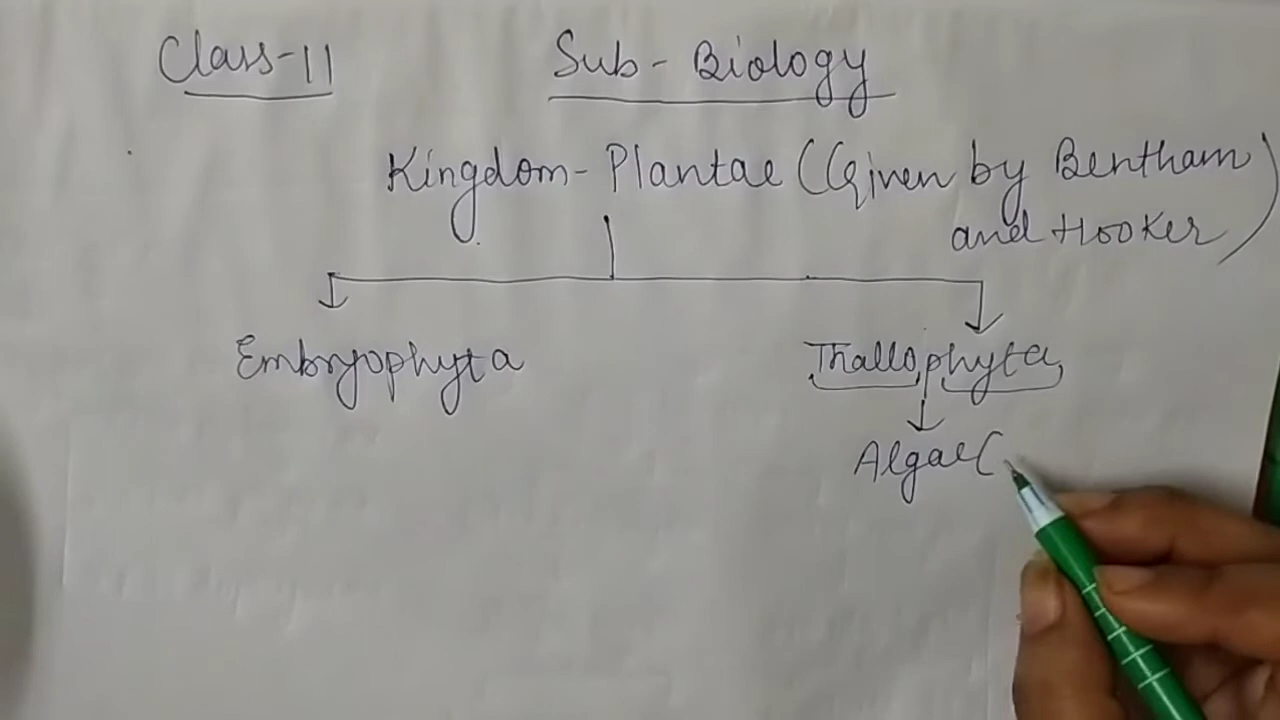 Class-11
Sub-Biology
Kingdom-Plantae (Given by Bentham
and Hooker)
Embryophyta
Thallophyta
Algae(